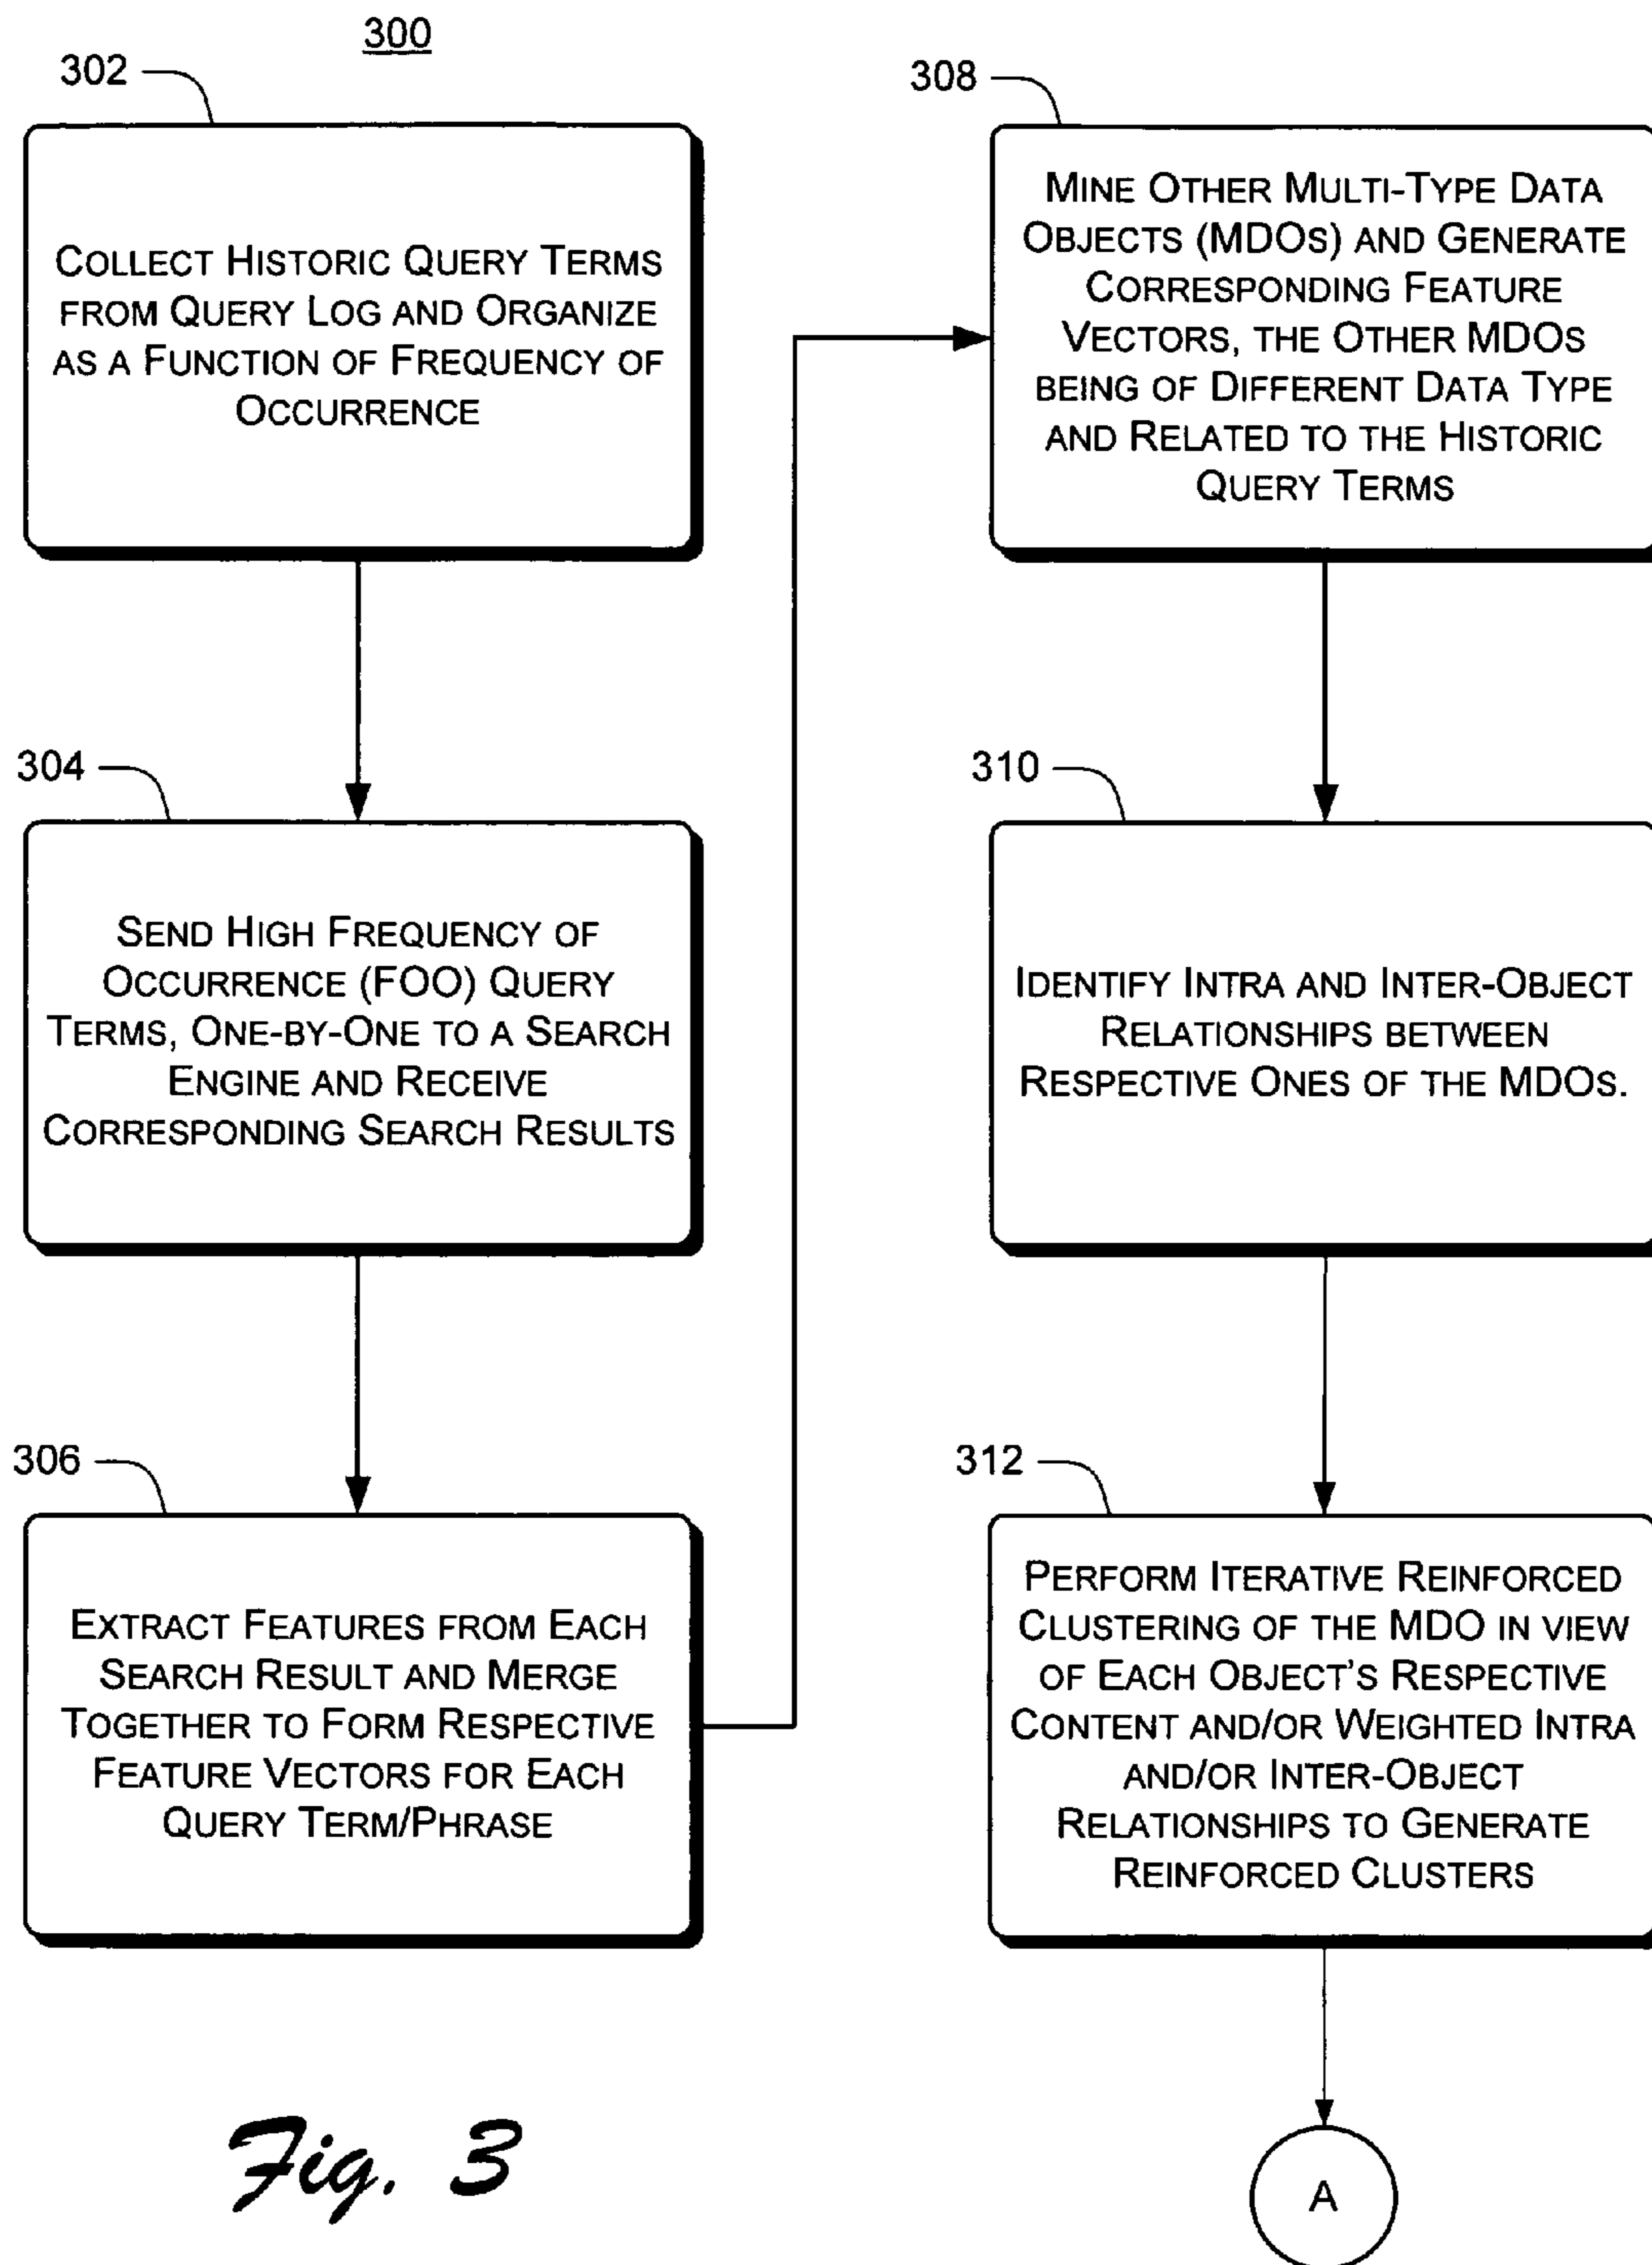 300
302
COLLECT HISTORIC QUERY TERMS
FROM QUERY LOG AND ORGANIZE
AS A FUNCTION OF FREQUENCY OF
OCCURRENCE
304
SEND HIGH FREQUENCY OF
OCCURRENCE (FOO) QUERY
TERMS, ONE-BY-ONE TO A SEARCH
ENGINE AND RECEIVE
CORRESPONDING SEARCH RESULTS
306
EXTRACT FEATURES FROM EACH
SEARCH RESULT AND MERGE
TOGETHER TO FORM RESPECTIVE
FEATURE VECTORS FOR EACH
QUERY TERM/PHRASE
308
MINE OTHER MULTI-TYPE DATA
OBJECTS (MDOS) AND GENERATE
CORRESPONDING FEATURE
VECTORS, THE OTHER MDOS
BEING OF DIFFERENT DATA TYPE
AND RELATED TO THE HISTORIC
QUERY TERMS
310
IDENTIFY INTRA AND INTER-OBJECT
RELATIONSHIPS BETWEEN
RESPECTIVE ONES OF THE MDOS.
312
PERFORM ITERATIVE REINFORCED
CLUSTERING OF THE MDO IN VIEW
OF EACH OBJECT'S RESPECTIVE
CONTENT AND/OR WEIGHTED INTRA
AND/OR INTER-OBJECT
RELATIONSHIPS TO GENERATE
REINFORCED CLUSTERS
A
Fig. 3